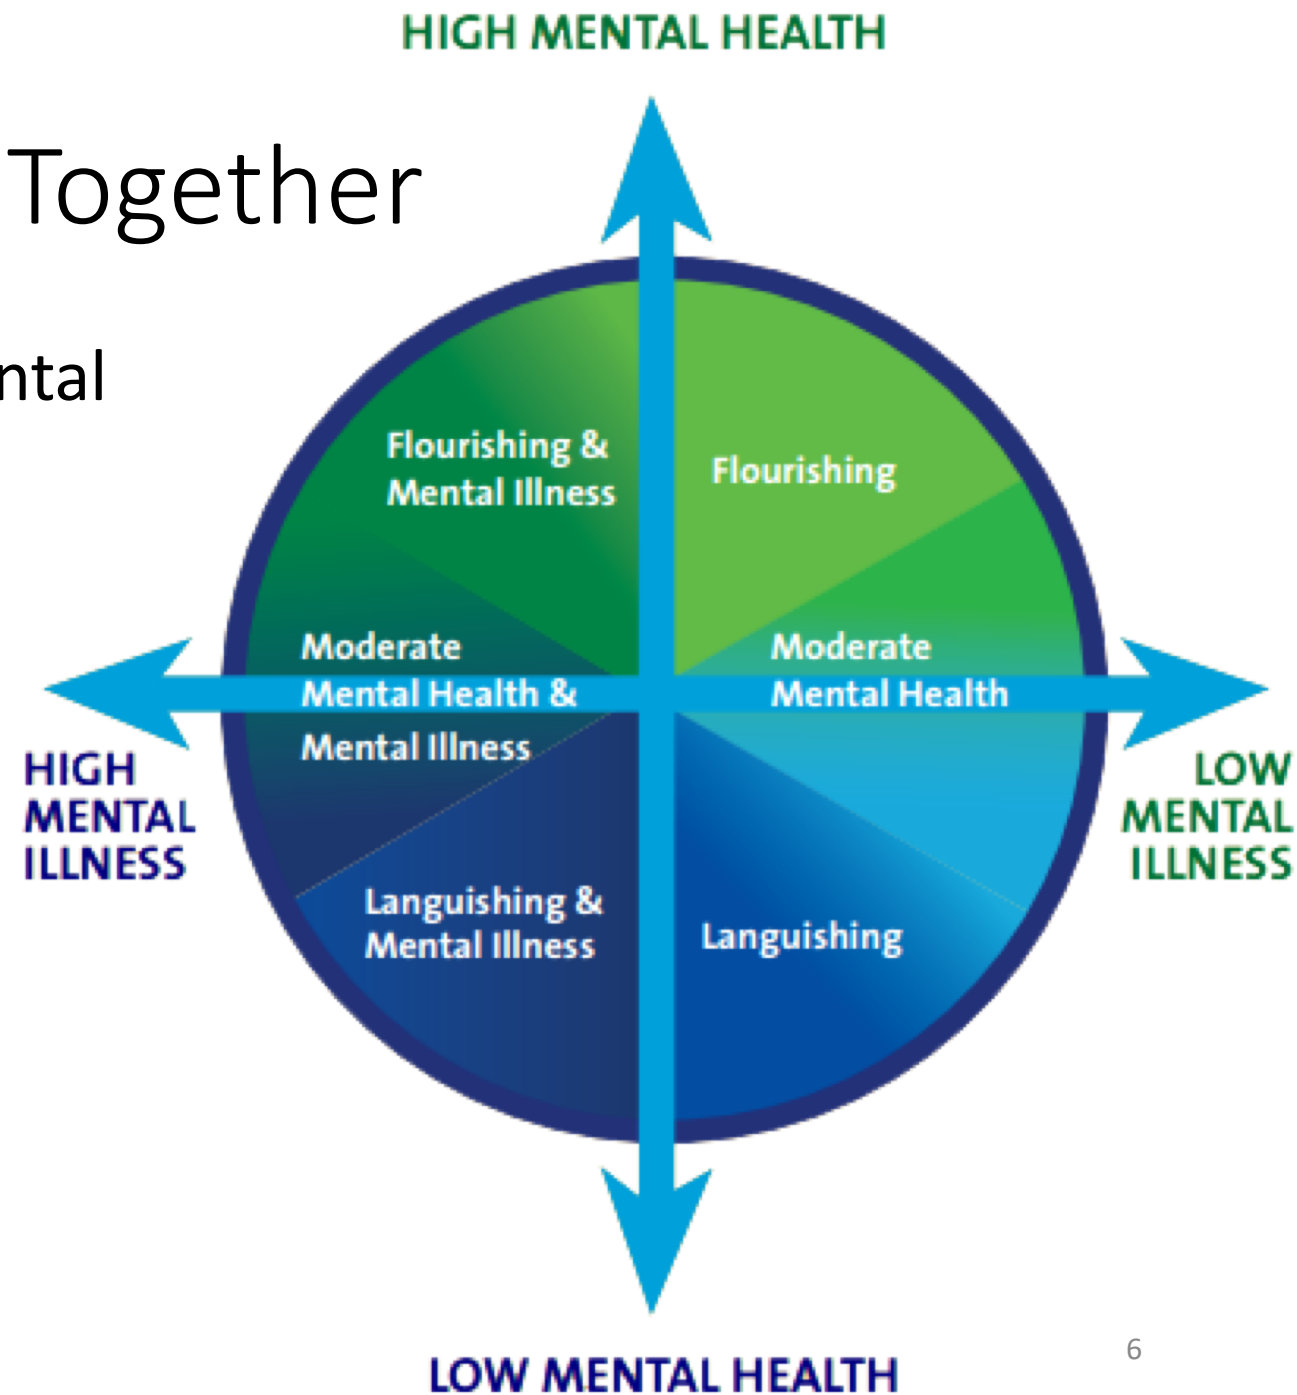 HIGH MENTAL HEALTH
Together
ntal
Flourishing &
Mental Illness
Flourishing
Moderate
Mental Health &
Mental Illness
Moderate
Mental Health
HIGH
MENTAL
ILLNESS
LOW
MENTAL
ILLNESS
Languishing &
Mental Illness
Languishing
6
LOW MENTAL HEALTH